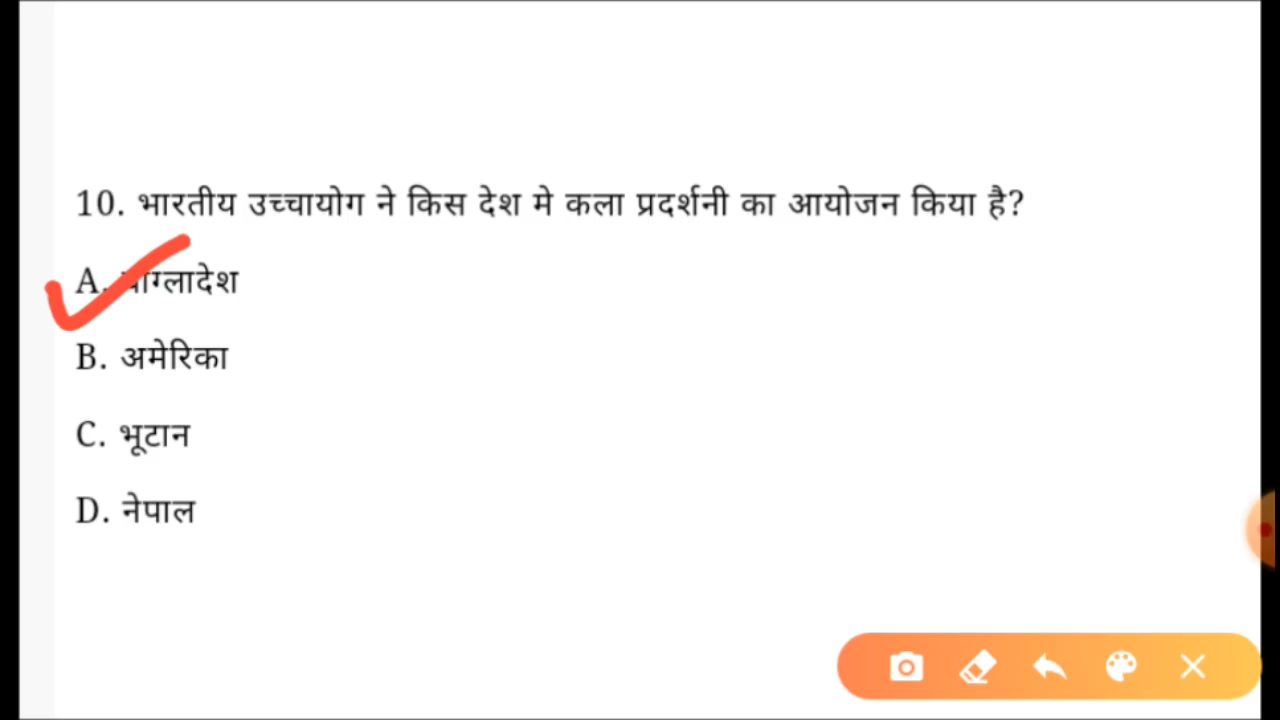 10. भारतीय उच्चायोग ने किस देश मे कला प्रदर्शनी का आयोजन किया है?
A. बांग्लादेश
B. अमेरिका
C. भूटान
D. नेपाल